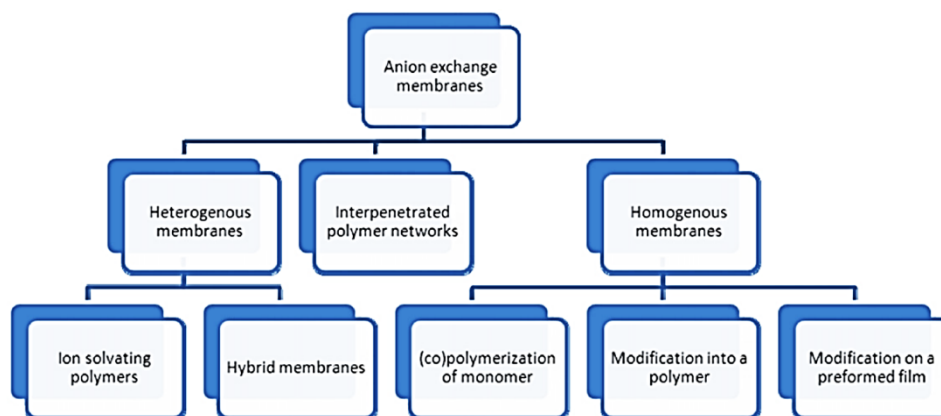 Anion exchange
membranes
Heterogenous
membranes
Interpenetrated
polymer networks
Homogenous
membranes
Ion solvating
polymers
Hybrid membranes
(co)polymerization
of monomer
Modification into a
polymer
Modification on a
preformed film